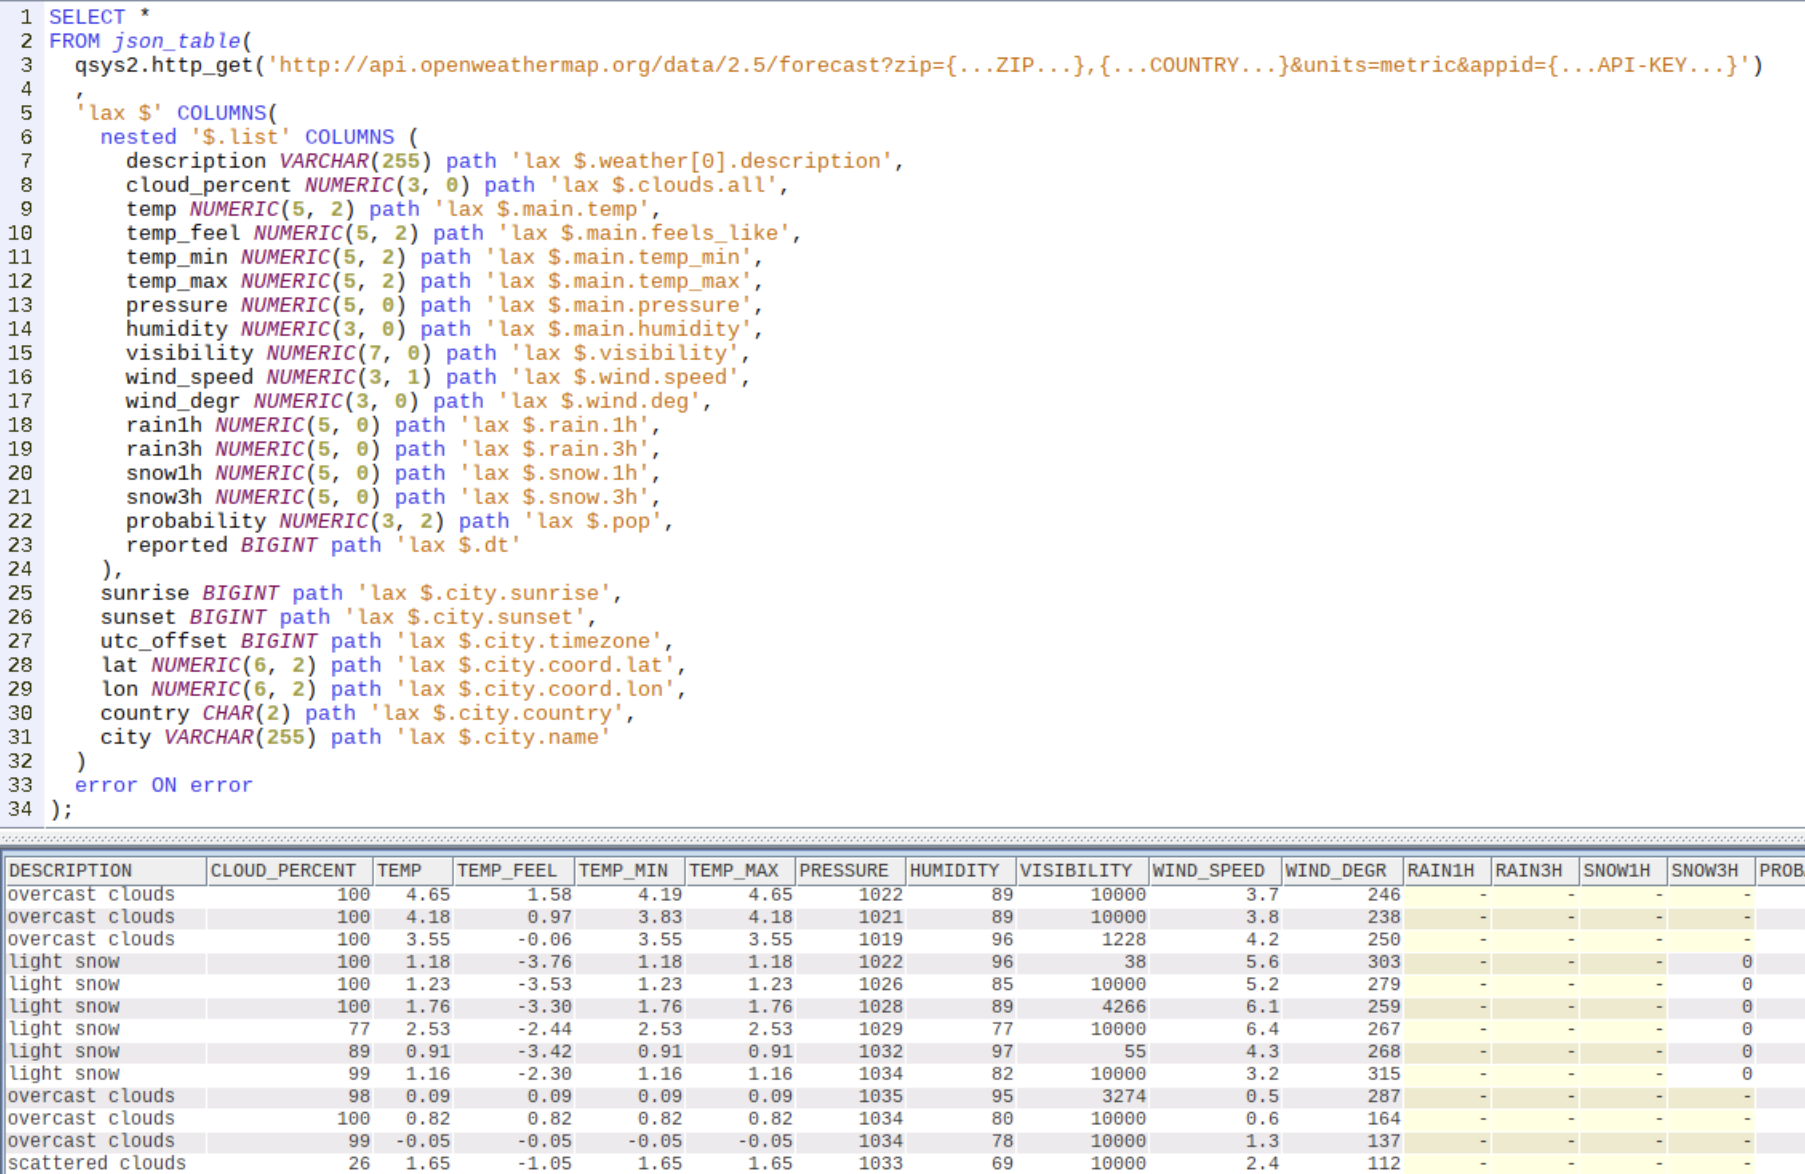 1 SELECT *
2 FROM json_table(
3   qsys2.http_get('http://api.openweathermap.org/data/2.5/forecast?zip={...ZIP...},{...COUNTRY...}&units=metric&appid={...API-KEY...}')
4   ,
5   'lax $' COLUMNS(
6     nested '$.list' COLUMNS (
7       description VARCHAR(255) path 'lax $.weather[0].description',
8       cloud_percent NUMERIC(3, 0) path 'lax $.clouds.all',
9       temp NUMERIC(5, 2) path 'lax $.main.temp',
10       temp_feel NUMERIC(5, 2) path 'lax $.main.feels_like',
11       temp_min NUMERIC(5, 2) path 'lax $.main.temp_min',
12       temp_max NUMERIC(5, 2) path 'lax $.main.temp_max',
13       pressure NUMERIC(5, 0) path 'lax $.main.pressure',
14       humidity NUMERIC(3, 0) path 'lax $.main.humidity',
15       visibility NUMERIC(7, 0) path 'lax $.visibility',
16       wind_speed NUMERIC(3, 1) path 'lax $.wind.speed',
17       wind_degr NUMERIC(3, 0) path 'lax $.wind.deg',
18       rain1h NUMERIC(5, 0) path 'lax $.rain.1h',
19       rain3h NUMERIC(5, 0) path 'lax $.rain.3h',
20       snow1h NUMERIC(5, 0) path 'lax $.snow.1h',
21       snow3h NUMERIC(5, 0) path 'lax $.snow.3h',
22       probability NUMERIC(3, 2) path 'lax $.pop',
23       reported BIGINT path 'lax $.dt'
24     ),
25     sunrise BIGINT path 'lax $.city.sunrise',
26     sunset BIGINT path 'lax $.city.sunset',
27     utc_offset BIGINT path 'lax $.city.timezone',
28     lat NUMERIC(6, 2) path 'lax $.city.coord.lat',
29     lon NUMERIC(6, 2) path 'lax $.city.coord.lon',
30     country CHAR(2) path 'lax $.city.country',
31     city VARCHAR(255) path 'lax $.city.name'
32   )
33   error ON error
34 );
DESCRIPTION CLOUD_PERCENT TEMP TEMP_FEEL TEMP_MIN TEMP_MAX PRESSURE HUMIDITY VISIBILITY WIND_SPEED WIND_DEGR RAIN1H RAIN3H SNOW1H SNOW3H PROB
overcast clouds 100 4.65 1.58 4.19 4.65 1022 89 10000 3.7 246 - - - -
overcast clouds 100 4.18 0.97 3.83 4.18 1021 89 10000 3.8 238 - - - -
overcast clouds 100 3.55 -0.06 3.55 3.55 1019 96 1228 4.2 250 - - - -
light snow 100 1.18 -3.76 1.18 1.18 1022 96 38 5.6 303 - - - 0
light snow 100 1.23 -3.53 1.23 1.23 1026 85 10000 5.2 279 - - - 0
light snow 100 1.76 -3.30 1.76 1.76 1028 89 4266 6.1 259 - - - 0
light snow 77 2.53 -2.44 2.53 2.53 1029 77 10000 6.4 267 - - - 0
light snow 89 0.91 -3.42 0.91 0.91 1032 97 55 4.3 268 - - - 0
light snow 99 1.16 -2.30 1.16 1.16 1034 82 10000 3.2 315 - - - 0
overcast clouds 98 0.09 0.09 0.09 0.09 1035 95 3274 0.5 287 - - - -
overcast clouds 100 0.82 0.82 0.82 0.82 1034 80 10000 0.6 164 - - - -
overcast clouds 99 -0.05 -0.05 -0.05 -0.05 1034 78 10000 1.3 137 - - - -
scattered clouds 26 1.65 -1.05 1.65 1.65 1033 69 10000 2.4 112 - - - -